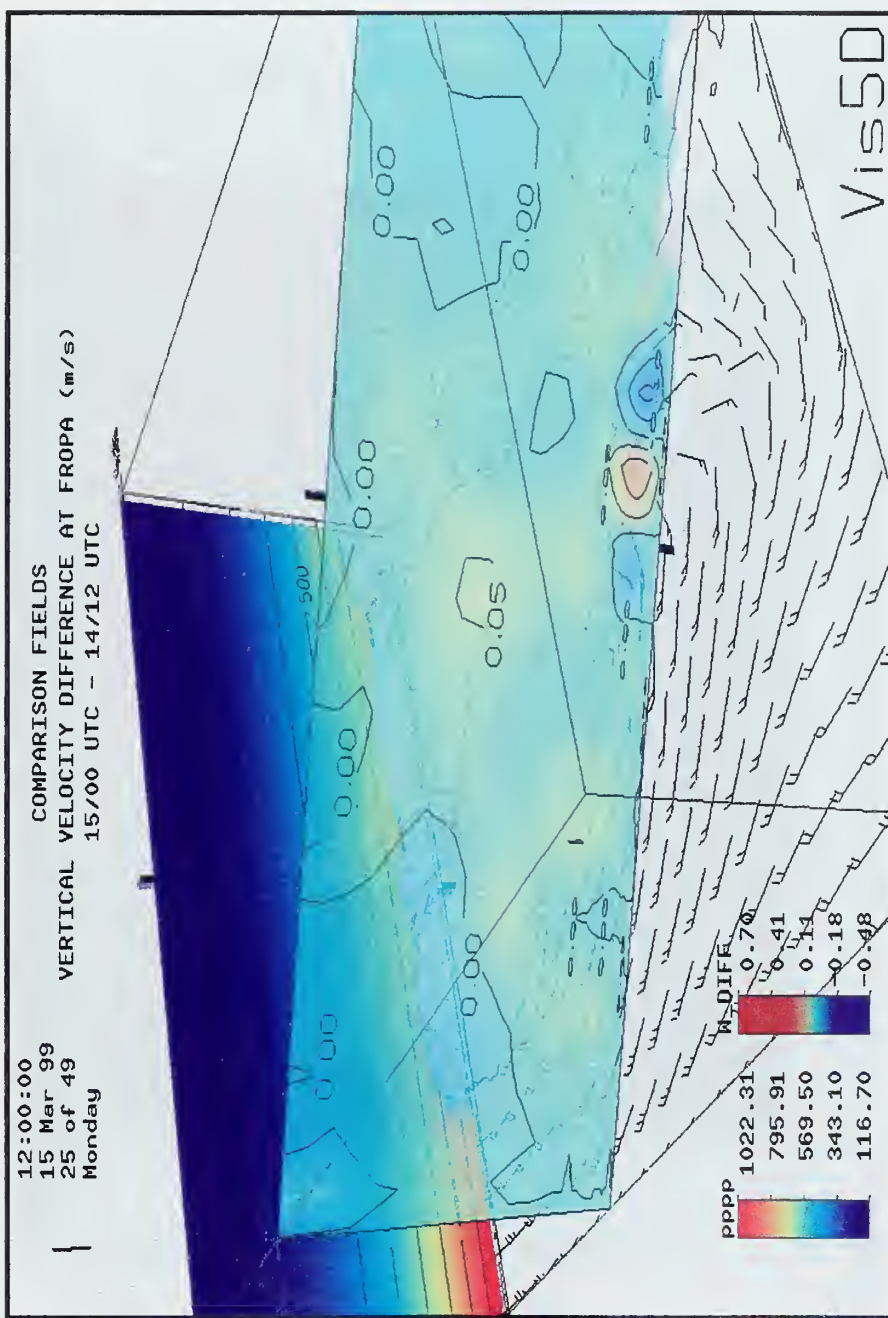 12:00:00
15 Mar 99
25 of 49
Monday
COMPARISON FIELDS
VERTICAL VELOCITY DIFFERENCE AT FROPA (m/s)
15/00 UTC - 14/12 UTC
500
0.00
0.00
0.00
0.00
0.00
0.00
0.05
PPPP
1022.31
795.91
569.50
343.10
116.70
W_DIFF
0.70
0.41
0.11
-0.18
-0.48
Vis5D